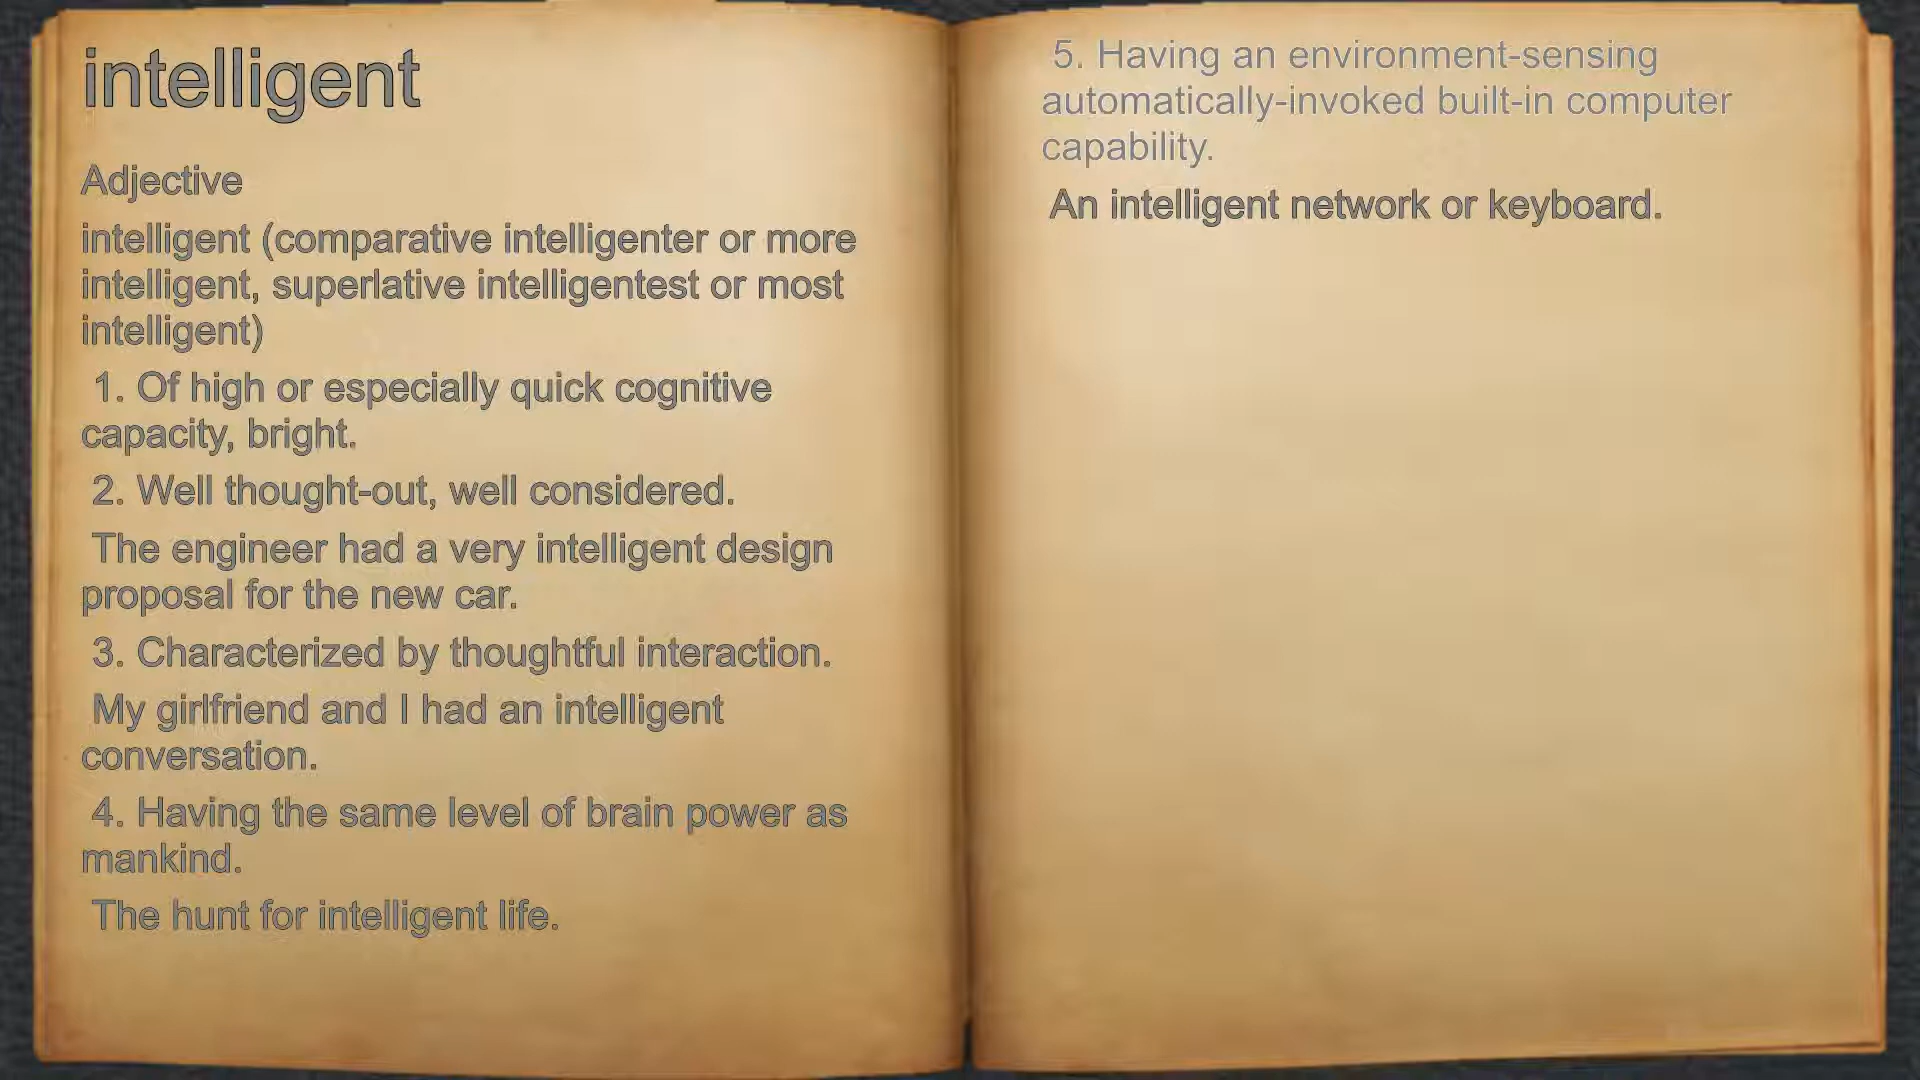 intelligent
Adjective
intelligent (comparative intelligenter or more
intelligent, superlative intelligentest or most
intelligent)
1. Of high or especially quick cognitive
capacity, bright.
2. Well thought-out, well considered.
The engineer had a very intelligent design
proposal for the new car.
3. Characterized by thoughtful interaction.
My girlfriend and I had an intelligent
conversation.
4. Having the same level of brain power as
mankind.
The hunt for intelligent life.
5. Having an environment-sensing
automatically-invoked built-in computer
capability.
An intelligent network or keyboard.